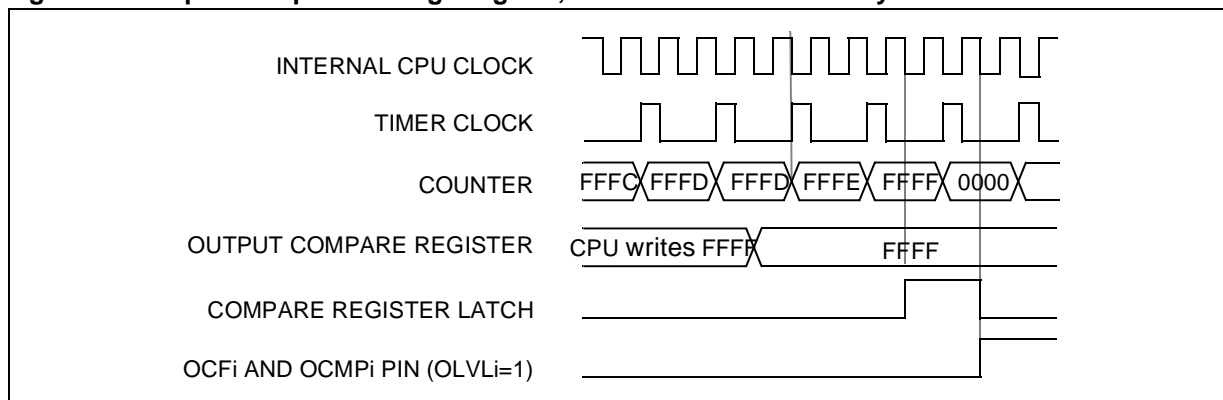 INTERNAL CPU CLOCK
TIMER CLOCK
COUNTER FFFC FFFD FFFD FFFE FFFF 0000
OUTPUT COMPARE REGISTER CPU writes FFFF FFFF
COMPARE REGISTER LATCH
OCFi AND OCMPi PIN (OLVLi=1)